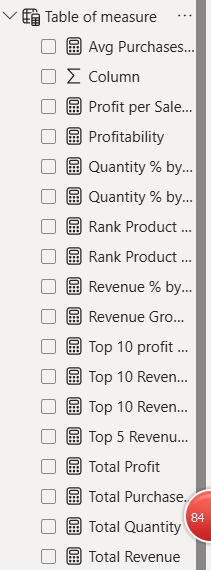 Table of measure ...
Avg Purchases...
Column
Profit per Sale...
Profitability
Quantity % by...
Quantity % by...
Rank Product ...
Rank Product ...
Revenue % by...
Revenue Gro...
Top 10 profit ...
Top 10 Reven...
Top 10 Reven...
Top 5 Revenu...
Total Profit
Total Purchase...
84
Total Quantity
Total Revenue